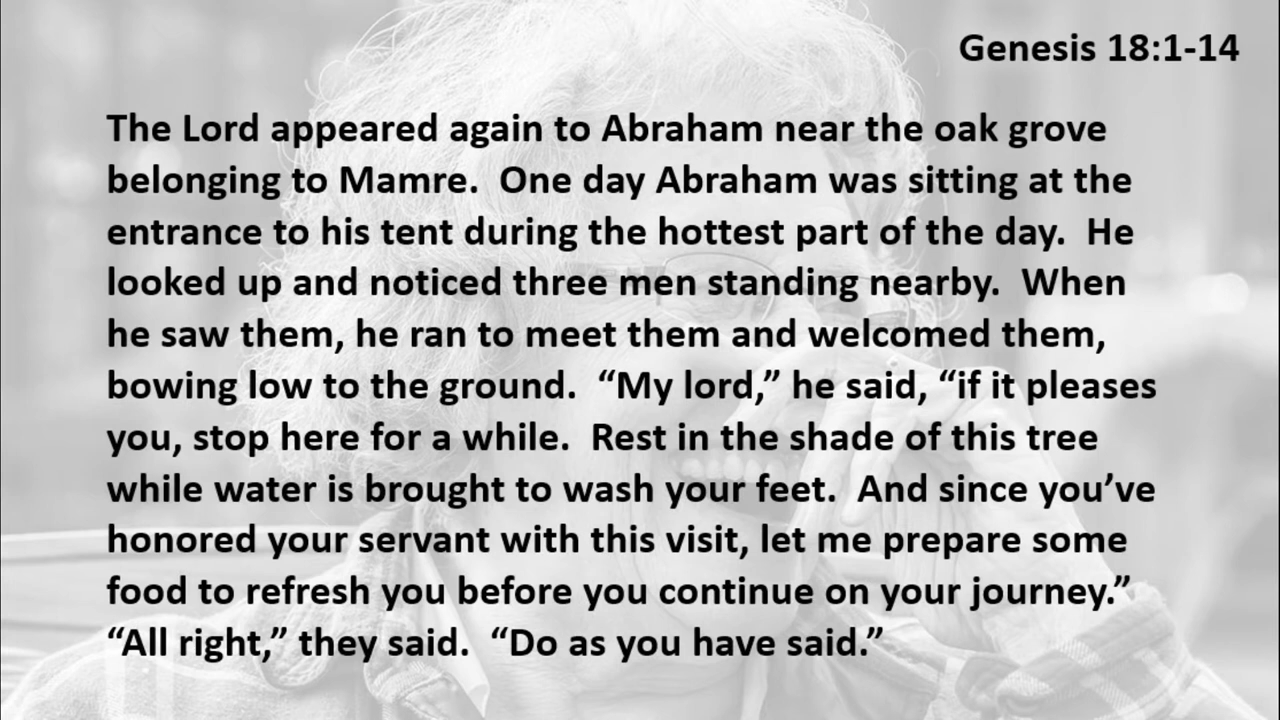 Genesis 18:1-14
The Lord appeared again to Abraham near the oak grove
belonging to Mamre.  One day Abraham was sitting at the
entrance to his tent during the hottest part of the day.  He
looked up and noticed three men standing nearby.  When
he saw them, he ran to meet them and welcomed them,
bowing low to the ground.  “My lord,” he said, “if it pleases
you, stop here for a while.  Rest in the shade of this tree
while water is brought to wash your feet.  And since you’ve
honored your servant with this visit, let me prepare some
food to refresh you before you continue on your journey.”
“All right,” they said.  “Do as you have said.”